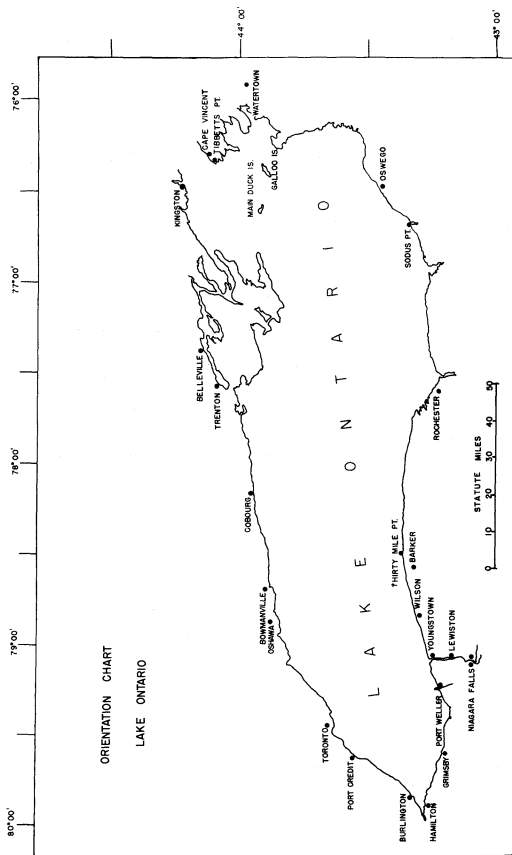 80°00'
79°00'
78°00'
77°00'
76°00'
44°00'
43°00'
ORIENTATION CHART
LAKE ONTARIO
KINGSTON
CAPE VINCENT
TIBBETTS PT.
WATERTOWN
MAIN DUCK IS.
GALLOO IS.
BELLEVILLE
TRENTON
COBOURG
BOWMANVILLE
OSHAWA
TORONTO
PORT CREDIT
BURLINGTON
HAMILTON
LAKE ONTARIO
OSWEGO
SODUS PT.
ROCHESTER
THIRTY MILE PT.
BARKER
WILSON
YOUNGSTOWN
LEWISTON
PORT WELLER
GRIMSBY
NIAGARA FALLS
0 10 20 30 40 50
STATUTE MILES